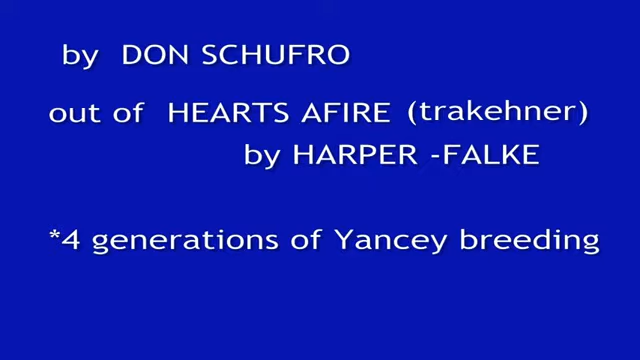 by DON SCHUFRO
out of HEARTS AFIRE (trakehner)
by HARPER -FALKE
*4 generations of Yancey breeding